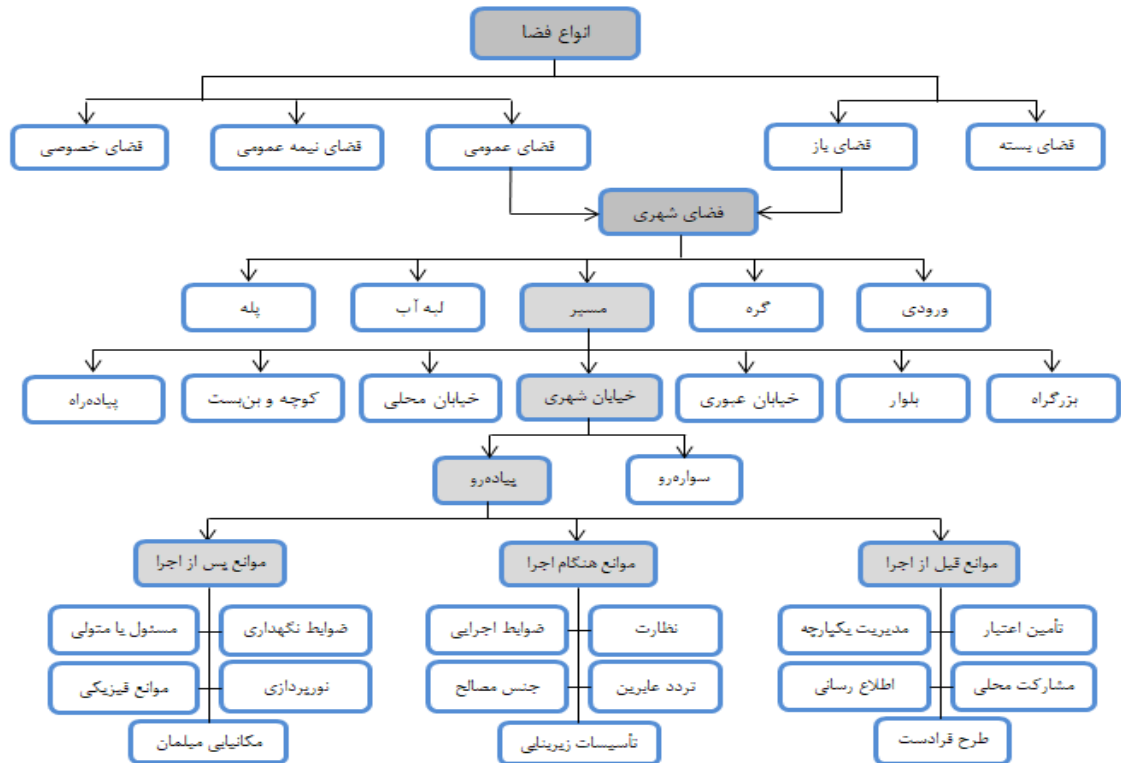 انواع فضا
فضای بسته
فضای باز
فضای عمومی
فضای نیمه عمومی
فضای خصوصی
فضای شهری
ورودی
گره
مسیر
لبه آب
پله
بزرگراه
بلوار
خیابان عبوری
خیابان شهری
خیابان محلی
کوچه و بن‌بست
پیاده‌راه
سواره‌رو
پیاده‌رو
موانع قبل از اجرا
موانع هنگام اجرا
موانع پس از اجرا
تأمین اعتبار
مدیریت یکپارچه
نظارت
ضوابط اجرایی
ضوابط نگهداری
مسئول یا متولی
مشارکت محلی
اطلاع رسانی
تردد عابرین
جنس مصالح
نورپردازی
موانع فیزیکی
طرح فرادست
تأسیسات زیربنایی
مکانیابی مبلمان